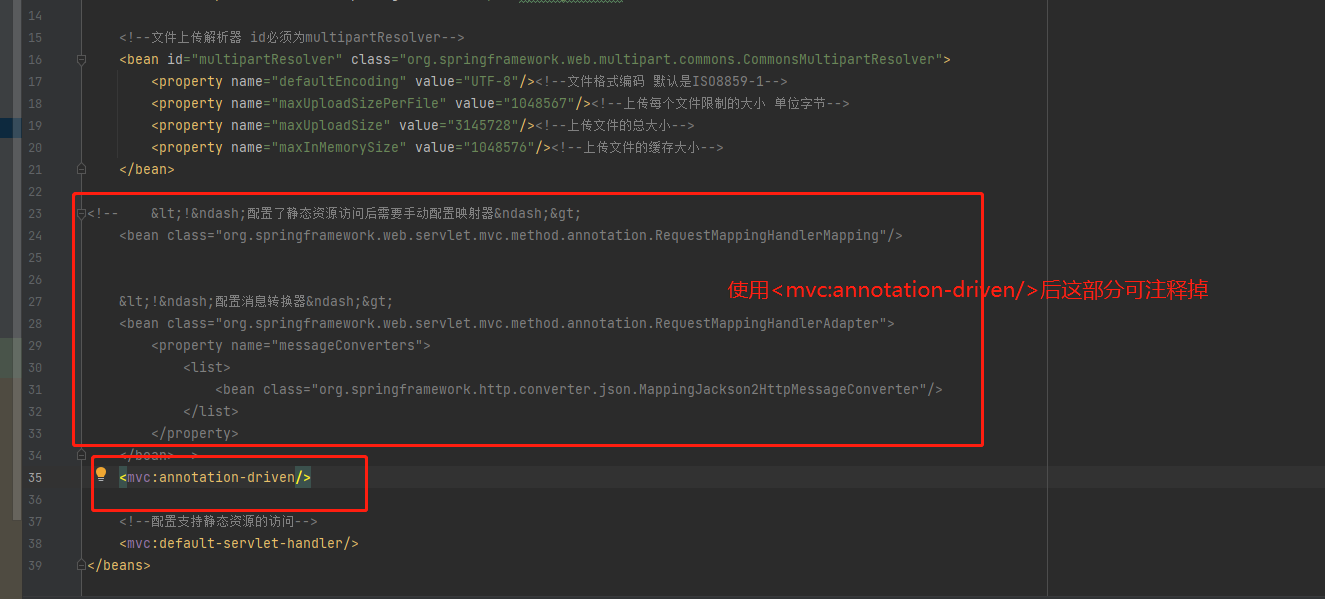 14
15 <!--文件上传解析器 id必须为multipartResolver-->
16 <bean id="multipartResolver" class="org.springframework.web.multipart.commons.CommonsMultipartResolver">
17 <property name="defaultEncoding" value="UTF-8"/><!--文件格式编码 默认是ISO8859-1-->
18 <property name="maxUploadSizePerFile" value="1048567"/><!--上传每个文件限制的大小 单位字节-->
19 <property name="maxUploadSize" value="3145728"/><!--上传文件的总大小-->
20 <property name="maxInMemorySize" value="1048576"/><!--上传文件的缓存大小-->
21 </bean>
22
23 <!-- &lt;!&ndash;配置了静态资源访问后需要手动配置映射器&ndash;&gt;
24 <bean class="org.springframework.web.servlet.mvc.method.annotation.RequestMappingHandlerMapping"/>
25
26
使用<mvc:annotation-driven/>后这部分可注释掉
27 &lt;!&ndash;配置消息转换器&ndash;&gt;
28 <bean class="org.springframework.web.servlet.mvc.method.annotation.RequestMappingHandlerAdapter">
29 <property name="messageConverters">
30 <list>
31 <bean class="org.springframework.http.converter.json.MappingJackson2HttpMessageConverter"/>
32 </list>
33 </property>
34 </bean>-->
35 <mvc:annotation-driven/>
36
37 <!--配置支持静态资源的访问-->
38 <mvc:default-servlet-handler/>
39 </beans>